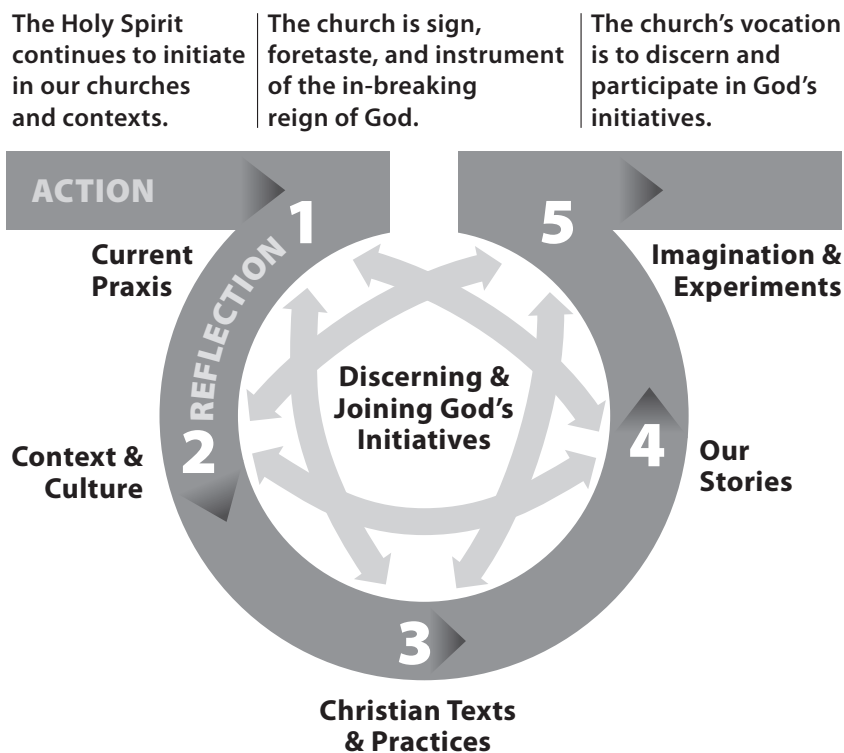 The Holy Spirit
continues to initiate
in our churches
and contexts.
The church is sign,
foretaste, and instrument
of the in-breaking
reign of God.
The church’s vocation
is to discern and
participate in God’s
initiatives.
ACTION
1
Current
Praxis
REFLECTION
2
Context &
Culture
3
Christian Texts
& Practices
4
Our
Stories
5
Imagination &
Experiments
Discerning &
Joining God’s
Initiatives